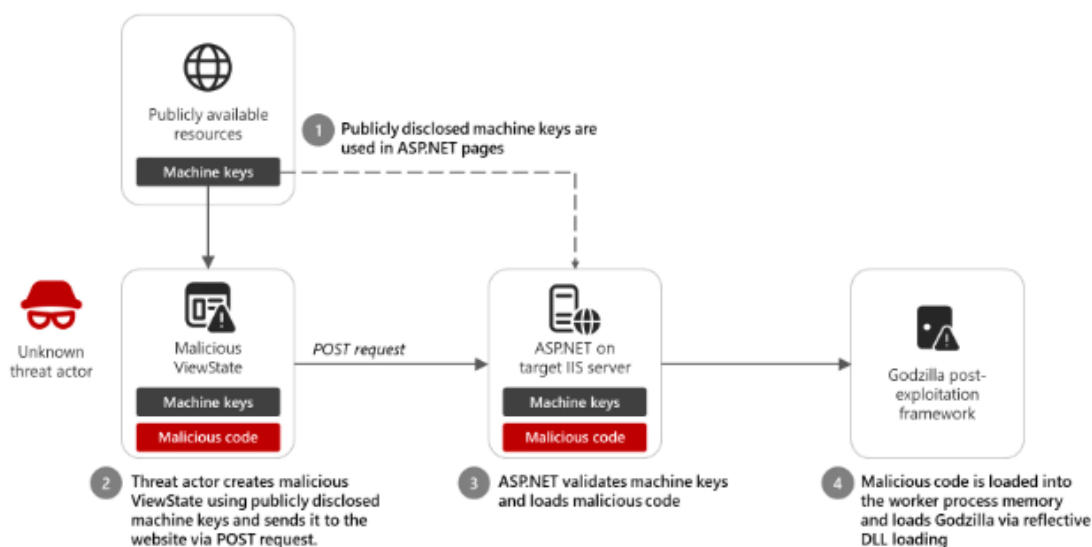 Publicly available
resources
Machine keys
1
Publicly disclosed machine keys are
used in ASP.NET pages
Unknown
threat actor
Malicious
ViewState
Machine keys
Malicious code
POST request
ASP.NET on
target IIS server
Machine keys
Malicious code
Godzilla post-
exploitation
framework
2
Threat actor creates malicious
ViewState using publicly disclosed
machine keys and sends it to the
website via POST request.
3
ASP.NET validates machine keys
and loads malicious code
4
Malicious code is loaded into
the worker process memory
and loads Godzilla via reflective
DLL loading